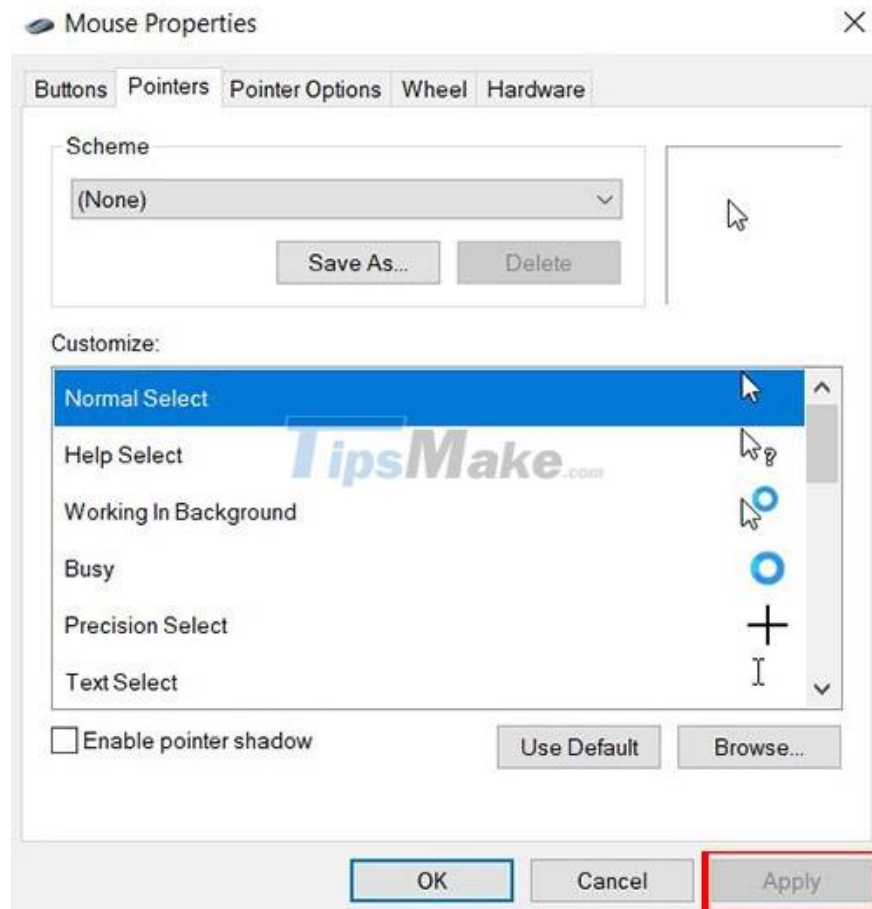 Mouse Properties
Buttons Pointers Pointer Options Wheel Hardware
Scheme
(None)
Save As... Delete
Customize:
Normal Select
Help Select
TipsMake.com
Working In Background
Busy
Precision Select
Text Select
Enable pointer shadow Use Default Browse...
OK Cancel Apply